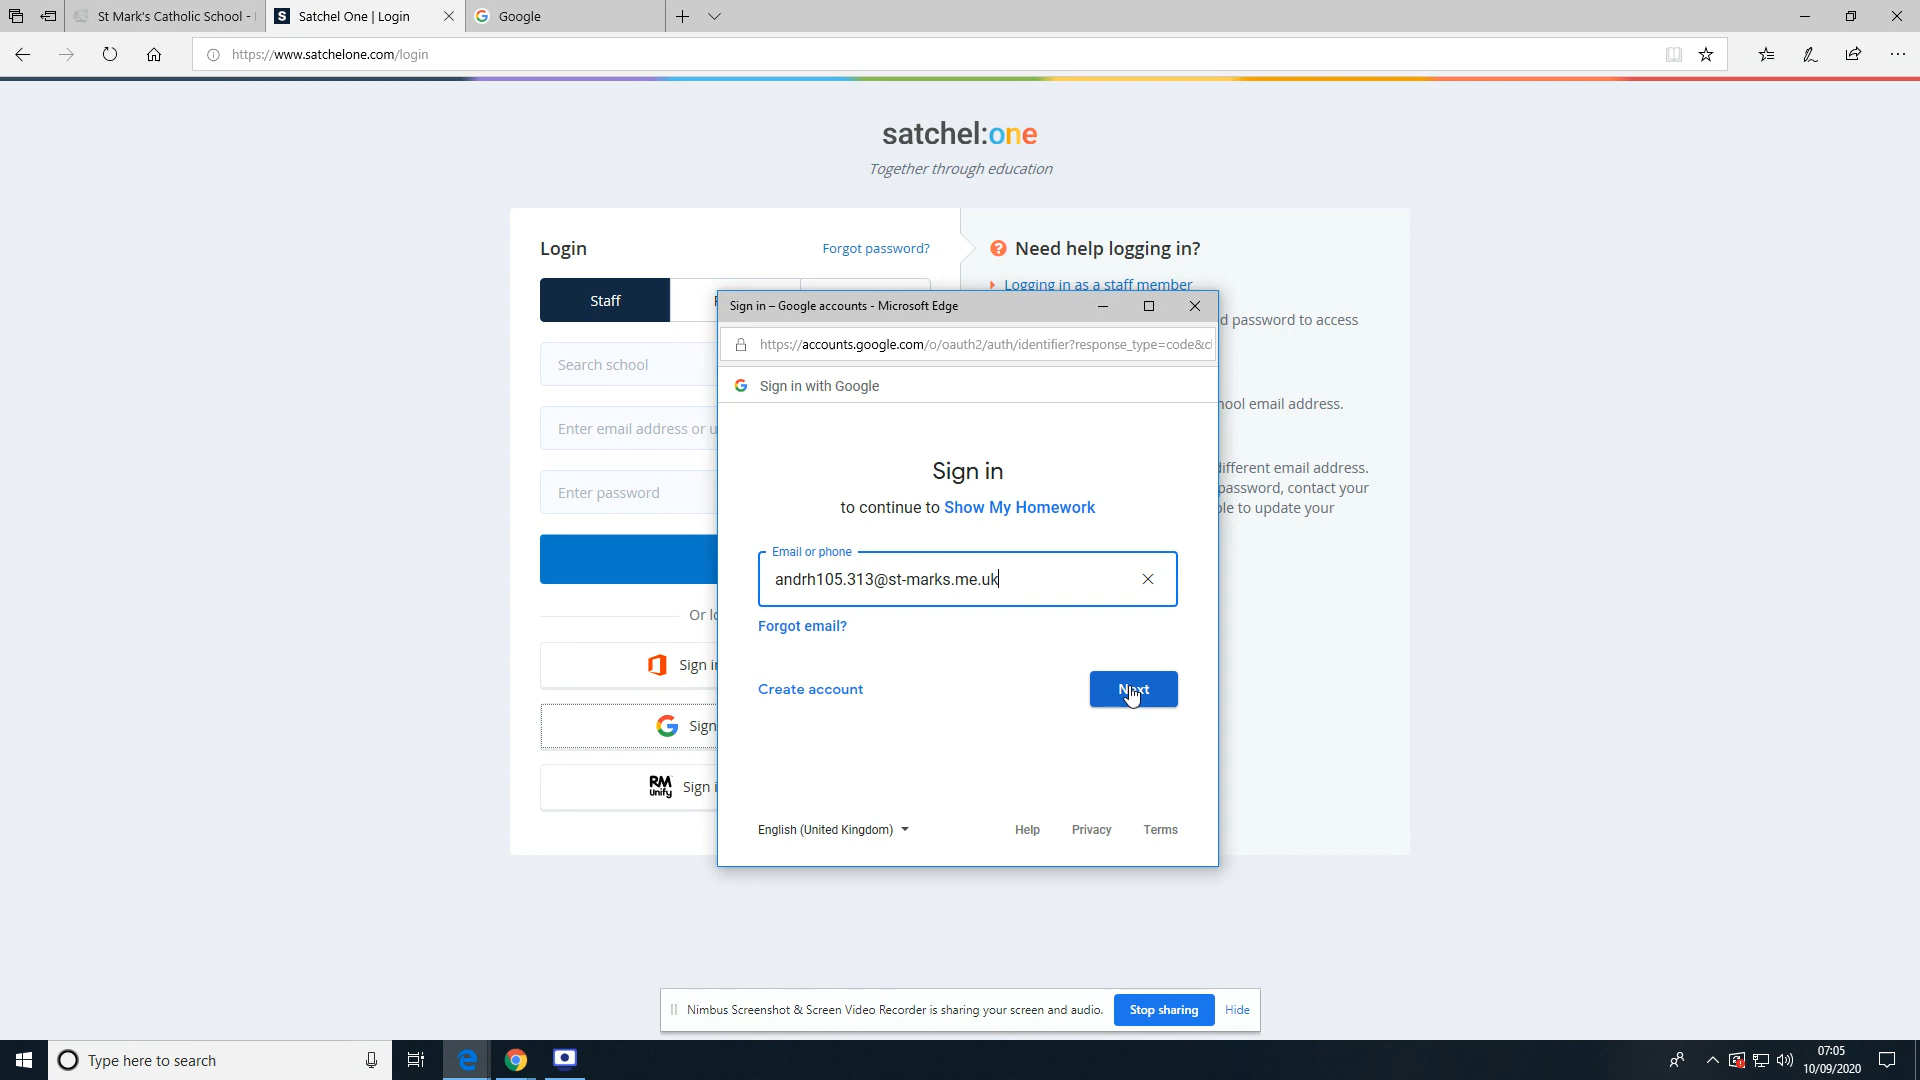 St Mark's Catholic School -
Satchel One | Login
Google
https://www.satchelone.com/login
satchel:one
Together through education
Login
Forgot password?
Need help logging in?
Staff
Logging in as a staff member
d password to access
Search school
Enter email address or u
Enter password
hool email address.
different email address.
password, contact your
ble to update your
Or lo
Sign in
Sign
RM Unify
Sign i
Sign in – Google accounts - Microsoft Edge
https://accounts.google.com/o/oauth2/auth/identifier?response_type=code&cl
Sign in with Google
Sign in
to continue to Show My Homework
Email or phone
andrh105.313@st-marks.me.uk
Forgot email?
Create account
Next
English (United Kingdom)
Help
Privacy
Terms
Nimbus Screenshot & Screen Video Recorder is sharing your screen and audio.
Stop sharing
Hide
Type here to search
07:05
10/09/2020